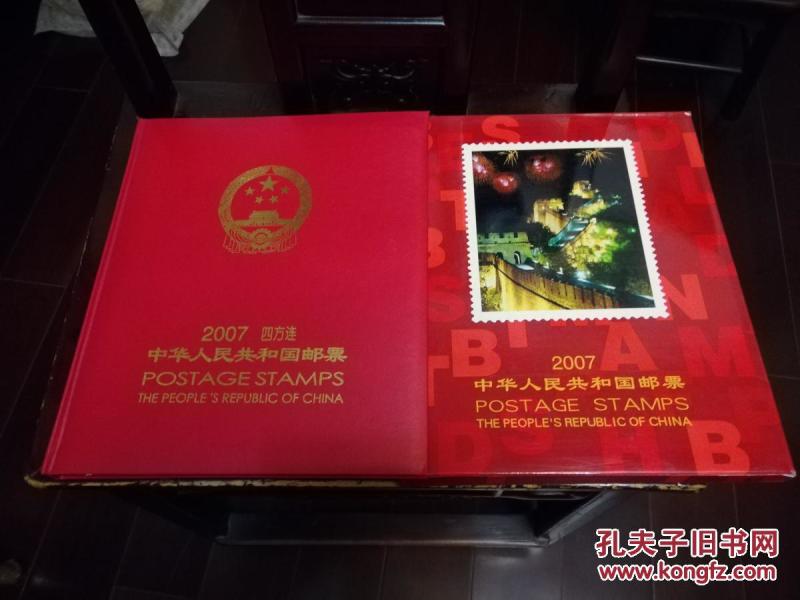 2007 四方连
中华人民共和国邮票
POSTAGE STAMPS
THE PEOPLE'S REPUBLIC OF CHINA
2007
中华人民共和国邮票
POSTAGE STAMPS
THE PEOPLE'S REPUBLIC OF CHINA
孔夫子旧书网
www.kongfz.com